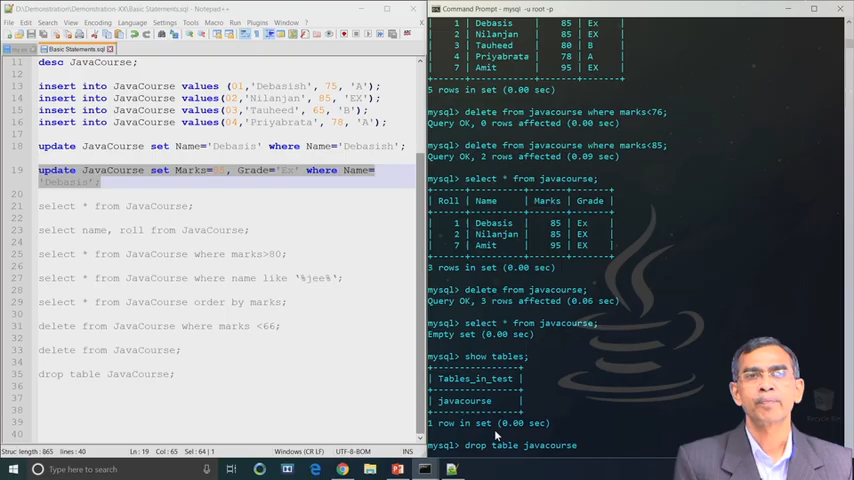 D:\Demonstration\Demonstration-XX\Basic Statements.sql - Notepad++
File Edit Search View Encoding Language Settings Tools Macro Run Plugins Window ?
Basic Statements.sql
11 desc JavaCourse;
12
13 insert into JavaCourse values (01,'Debasish', 75, 'A');
14 insert into JavaCourse values (02,'Nilanjan', 85, 'EX');
15 insert into JavaCourse values (03,'Tauheed', 65, 'B');
16 insert into JavaCourse values (04,'Priyabrata', 78, 'A');
17
18 update JavaCourse set Name='Debasis' where Name='Debasish';
19 update JavaCourse set Marks=85, Grade='Ex' where Name=
'Debasis';
20
21 select * from JavaCourse;
22
23 select name, roll from JavaCourse;
24
25 select * from JavaCourse where marks>80;
26
27 select * from JavaCourse where name like '%jee%';
28
29 select * from JavaCourse order by marks;
30
31 delete from JavaCourse where marks <66;
32
33 delete from JavaCourse;
34
35 drop table JavaCourse;
36
37
38
39
40
length : 955 lines : 40 Ln : 19 Col : 65 Sel : 64 | 1 Windows (CR LF) UTF-8-BOM INS
Command Prompt - mysql -u root -p
| 1 | Debasis | 85 | Ex |
| 2 | Nilanjan | 85 | EX |
| 3 | Tauheed | 80 | B |
| 4 | Priyabrata | 78 | A |
| 7 | Amit | 95 | EX |
5 rows in set (0.00 sec)
mysql> delete from javacourse where marks<76;
Query OK, 0 rows affected (0.00 sec)
mysql> delete from javacourse where marks<85;
Query OK, 2 rows affected (0.09 sec)
mysql> select * from javacourse;
| Roll | Name | Marks | Grade |
| 1 | Debasis | 85 | Ex |
| 2 | Nilanjan | 85 | EX |
| 7 | Amit | 95 | EX |
3 rows in set (0.00 sec)
mysql> delete from javacourse;
Query OK, 3 rows affected (0.06 sec)
mysql> select * from javacourse;
Empty set (0.00 sec)
mysql> show tables;
| Tables_in_test |
| javacourse |
1 row in set (0.00 sec)
mysql> drop table javacourse
Recycle Bin
Type here to search